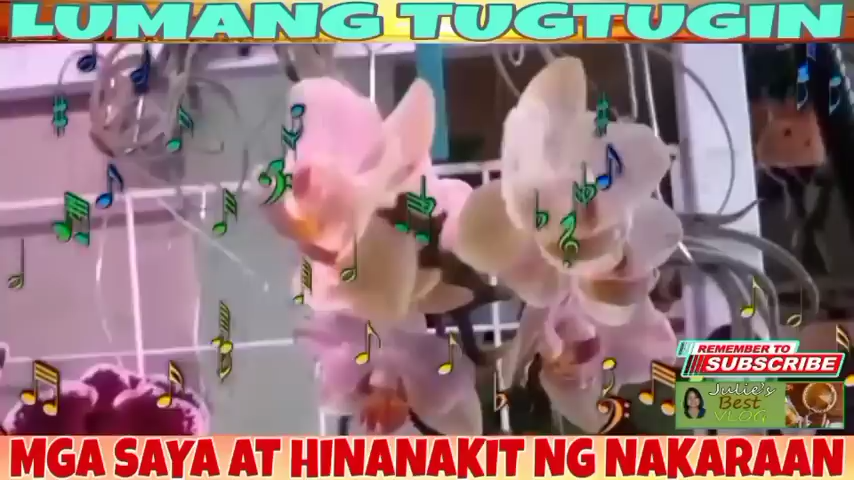 LUMANG TUGTUGIN
REMEMBER TO
SUBSCRIBE
Julie's
Best
VLOG
MGA SAYA AT HINANAKIT NG NAKARAAN